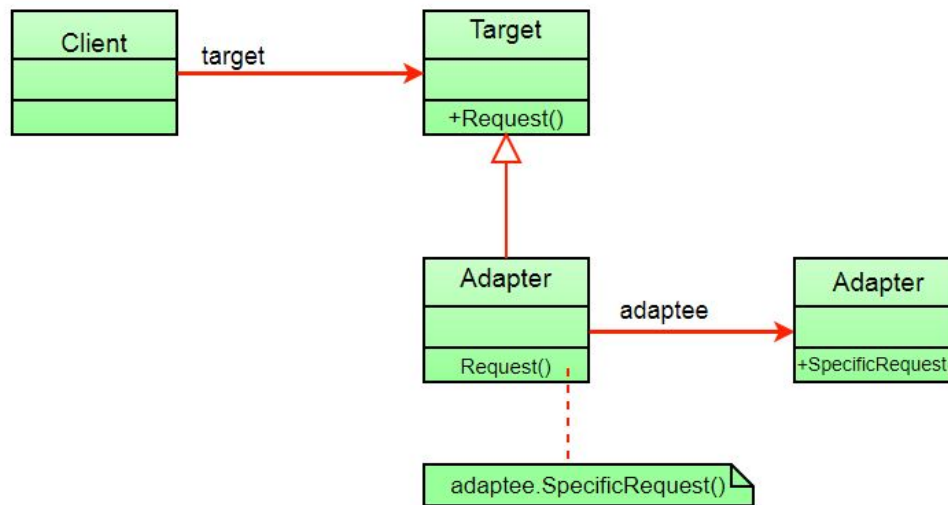 Client
target
Target
+Request()
Adapter
Request()
adaptee
Adapter
+SpecificRequest
adaptee.SpecificRequest()